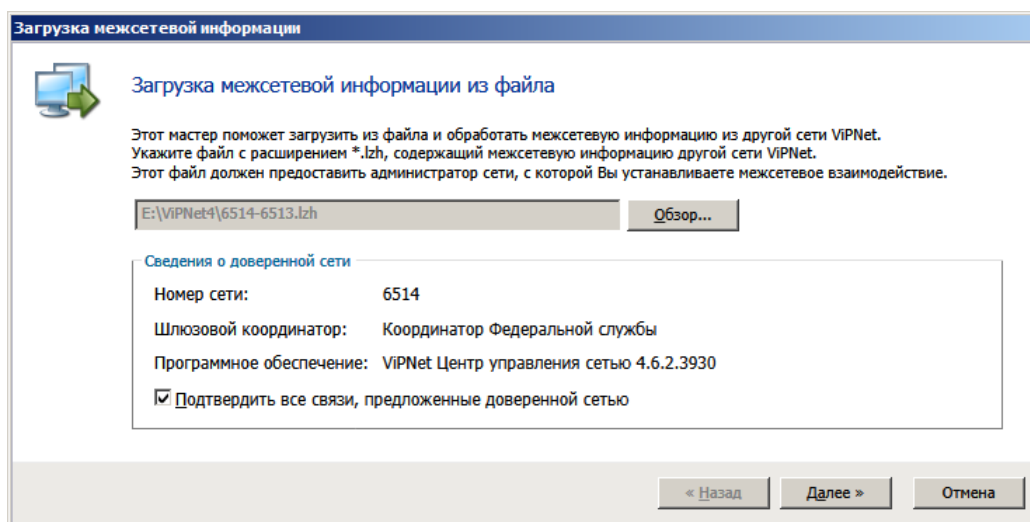 Загрузка межсетевой информации
Загрузка межсетевой информации из файла
Этот мастер поможет загрузить из файла и обработать межсетевую информацию из другой сети ViPNet.
Укажите файл с расширением *.lzh, содержащий межсетевую информацию другой сети ViPNet.
Этот файл должен предоставить администратор сети, с которой Вы устанавливаете межсетевое взаимодействие.
E:\ViPNet4\6514-6513.lzh Обзор...
Сведения о доверенной сети
Номер сети: 6514
Шлюзовой координатор: Координатор Федеральной службы
Программное обеспечение: ViPNet Центр управления сетью 4.6.2.3930
Подтвердить все связи, предложенные доверенной сетью
« Назад Далее » Отмена